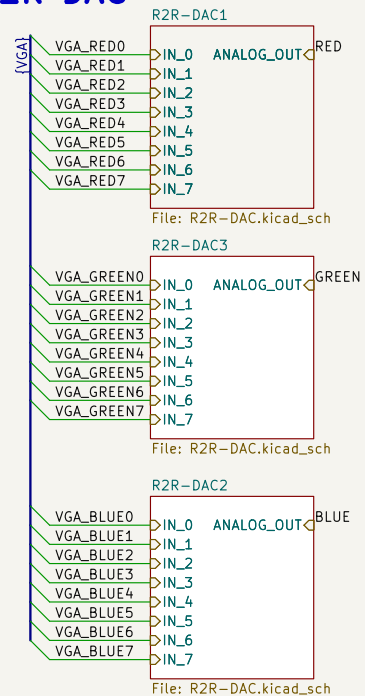 R2R-DAC
{VGA}
R2R-DAC1
VGA_RED0 IN_0 ANALOG_OUT RED
VGA_RED1 IN_1
VGA_RED2 IN_2
VGA_RED3 IN_3
VGA_RED4 IN_4
VGA_RED5 IN_5
VGA_RED6 IN_6
VGA_RED7 IN_7
File: R2R-DAC.kicad_sch
R2R-DAC3
VGA_GREEN0 IN_0 ANALOG_OUT GREEN
VGA_GREEN1 IN_1
VGA_GREEN2 IN_2
VGA_GREEN3 IN_3
VGA_GREEN4 IN_4
VGA_GREEN5 IN_5
VGA_GREEN6 IN_6
VGA_GREEN7 IN_7
File: R2R-DAC.kicad_sch
R2R-DAC2
VGA_BLUE0 IN_0 ANALOG_OUT BLUE
VGA_BLUE1 IN_1
VGA_BLUE2 IN_2
VGA_BLUE3 IN_3
VGA_BLUE4 IN_4
VGA_BLUE5 IN_5
VGA_BLUE6 IN_6
VGA_BLUE7 IN_7
File: R2R-DAC.kicad_sch